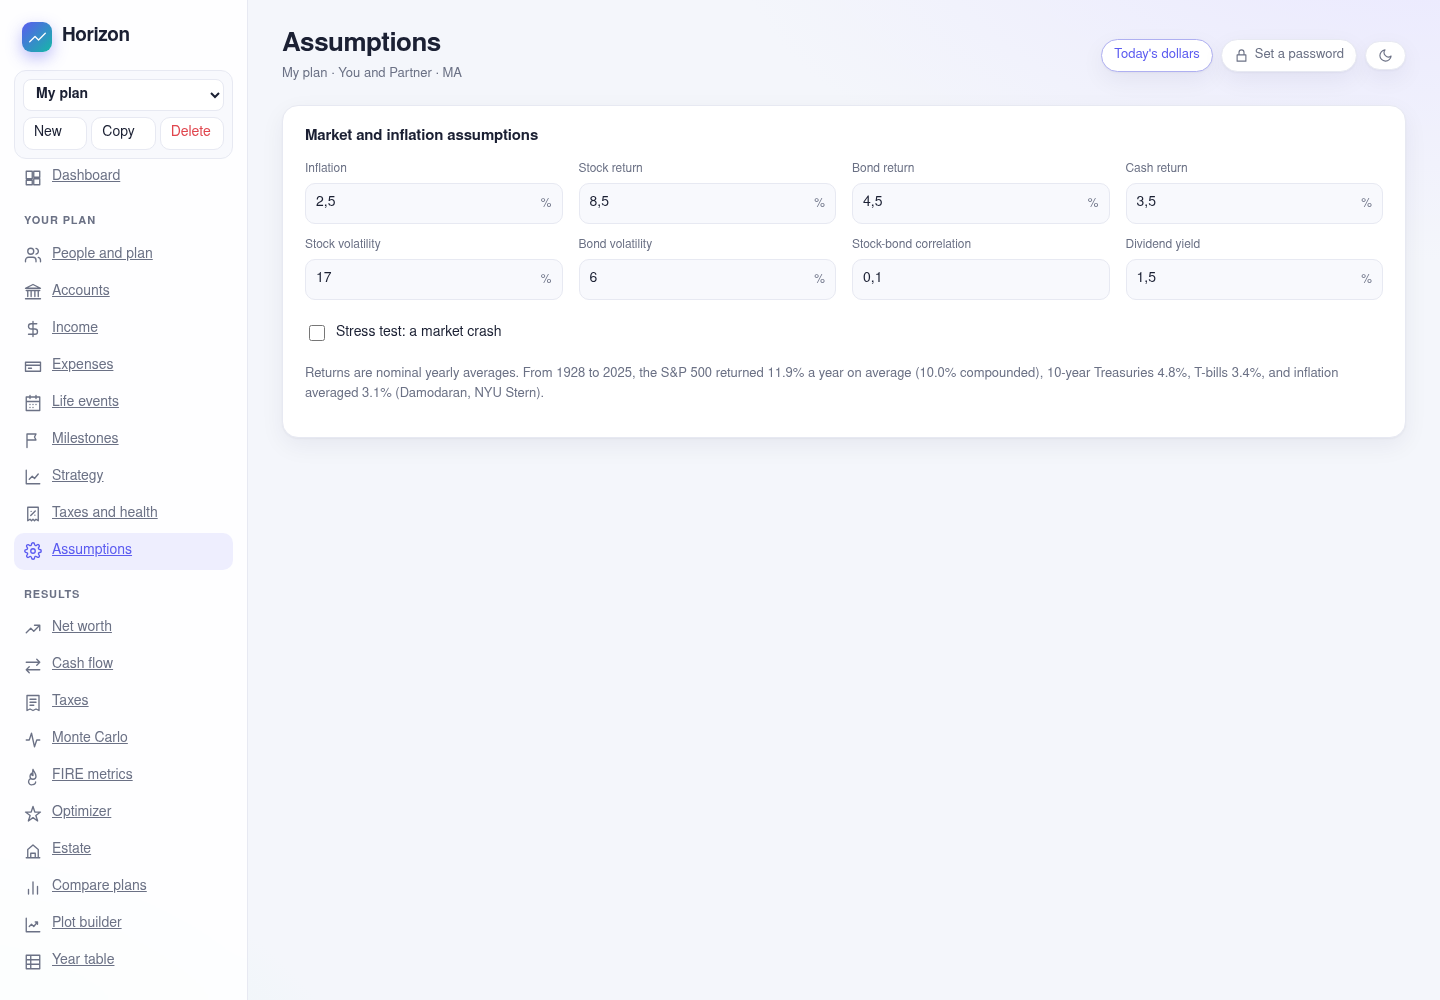 Horizon
My plan
New
Copy
Delete
Dashboard
YOUR PLAN
People and plan
Accounts
Income
Expenses
Life events
Milestones
Strategy
Taxes and health
Assumptions
RESULTS
Net worth
Cash flow
Taxes
Monte Carlo
FIRE metrics
Optimizer
Estate
Compare plans
Plot builder
Year table
Assumptions
My plan · You and Partner · MA
Today's dollars
Set a password
Market and inflation assumptions
Inflation
2,5 %
Stock return
8,5 %
Bond return
4,5 %
Cash return
3,5 %
Stock volatility
17 %
Bond volatility
6 %
Stock-bond correlation
0,1
Dividend yield
1,5 %
Stress test: a market crash
Returns are nominal yearly averages. From 1928 to 2025, the S&P 500 returned 11.9% a year on average (10.0% compounded), 10-year Treasuries 4.8%, T-bills 3.4%, and inflation
averaged 3.1% (Damodaran, NYU Stern).